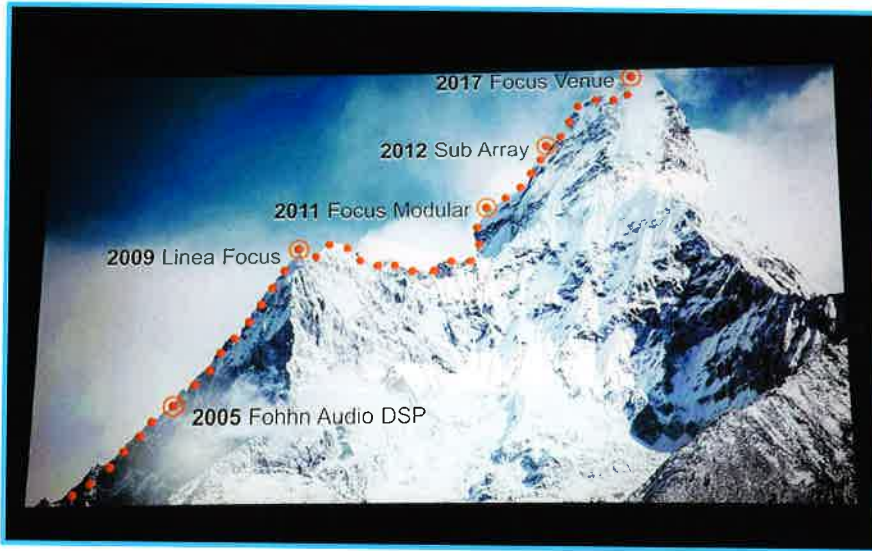 2017 Focus Venue
2012 Sub Array
2011 Focus Modular
2009 Linea Focus
2005 Fohhn Audio DSP